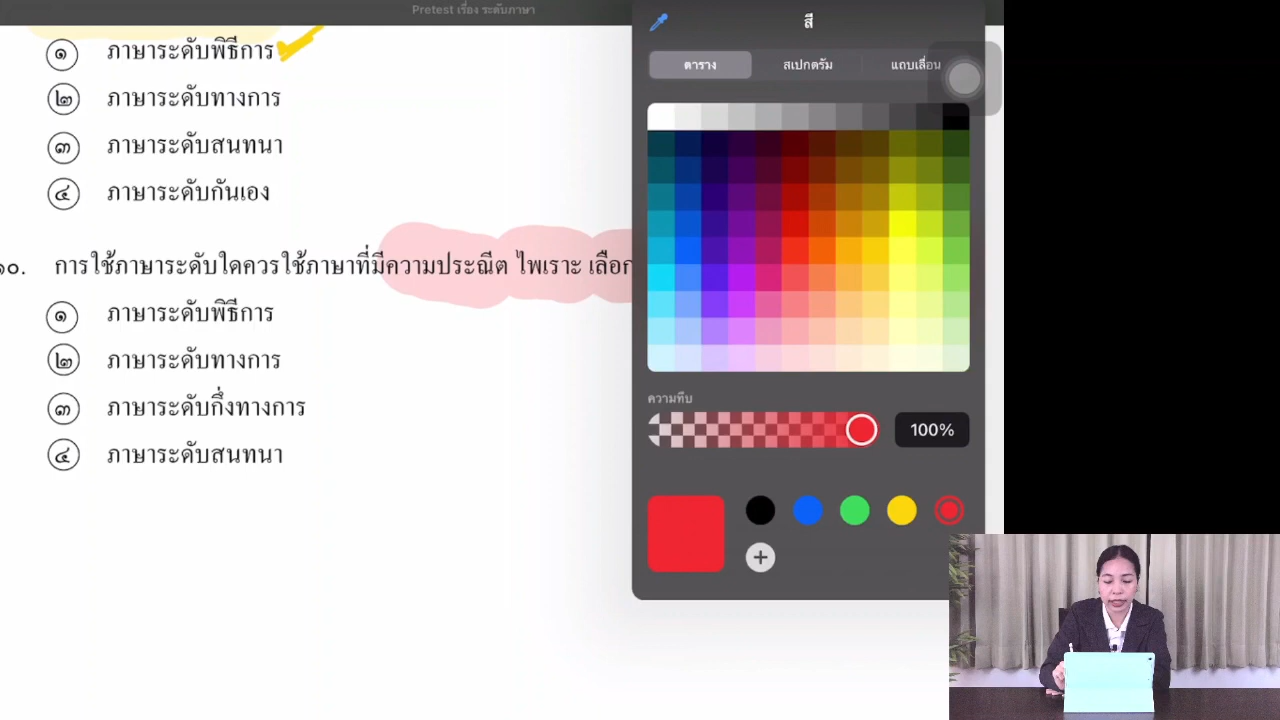 Pretest เรื่อง ระดับภาษา
๑ ภาษาระดับพิธีการ
๒ ภาษาระดับทางการ
๓ ภาษาระดับสนทนา
๔ ภาษาระดับกันเอง
๑๐. การใช้ภาษาระดับใดควรใช้ภาษาที่มีความประณีต ไพเราะ เลือก
๑ ภาษาระดับพิธีการ
๒ ภาษาระดับทางการ
๓ ภาษาระดับกึ่งทางการ
๔ ภาษาระดับสนทนา
สี
ตาราง สเปกตรัม แถบเลื่อน
ความทึบ
100%